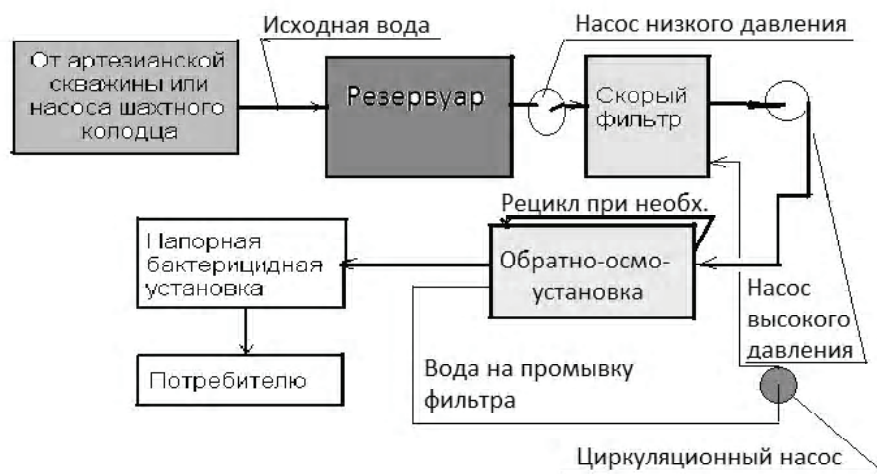 Исходная вода
Насос низкого давления
От артезианской
скважины или
насоса шахтного
колодца
Резервуар
Скорый
фильтр
Рецикл при необх.
Напорная
бактерицидная
установка
Обратно-осмо-
установка
Насос
высокого
давления
Потребителю
Вода на промывку
фильтра
Циркуляционный насос